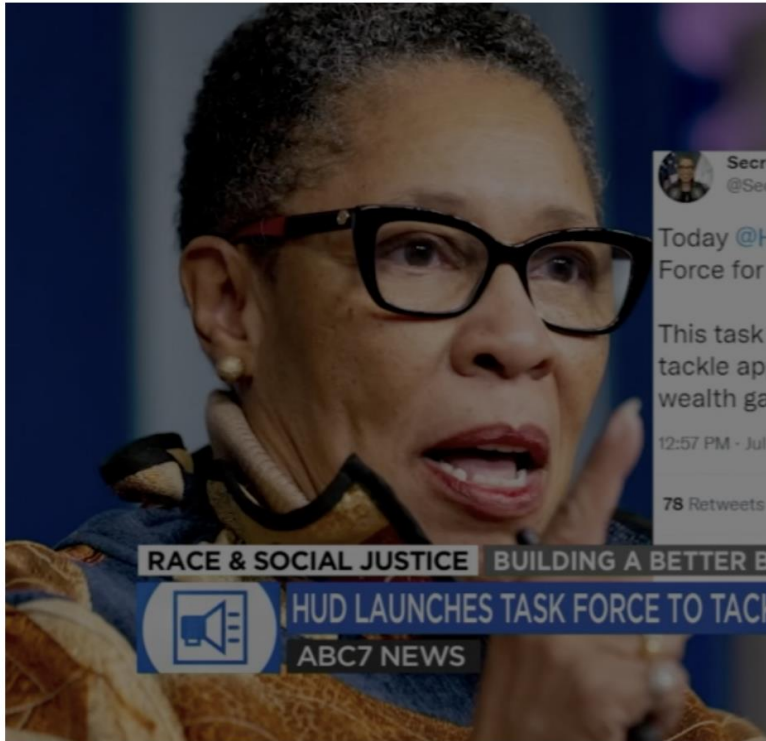 Secr
@Sec
Today @H
Force for
This task
tackle ap
wealth ga
12:57 PM - Jul
78 Retweets
RACE & SOCIAL JUSTICE
BUILDING A BETTER B
HUD LAUNCHES TASK FORCE TO TACK
ABC7 NEWS